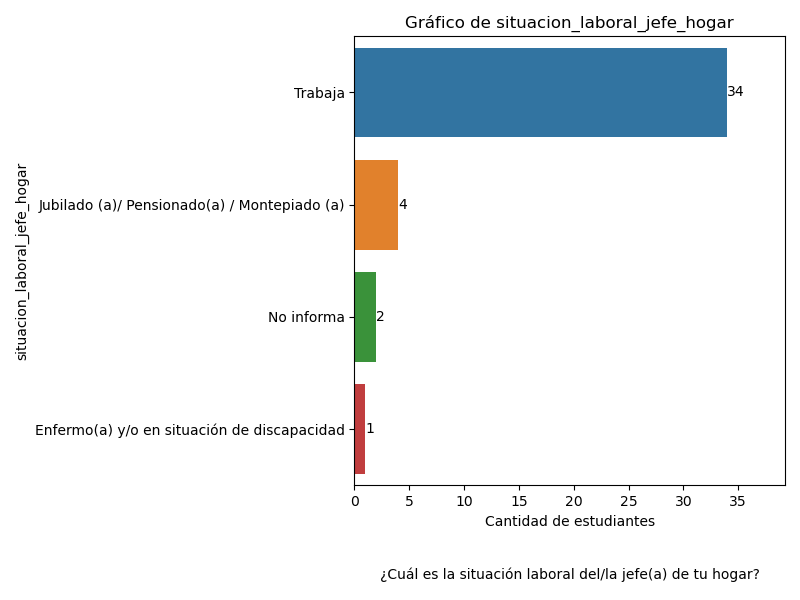 Gráfico de situacion_laboral_jefe_hogar
situacion_laboral_jefe_hogar
Trabaja
34
Jubilado (a)/ Pensionado(a) / Montepiado (a)
4
No informa
2
Enfermo(a) y/o en situación de discapacidad
1
0 5 10 15 20 25 30 35
Cantidad de estudiantes
¿Cuál es la situación laboral del/la jefe(a) de tu hogar?